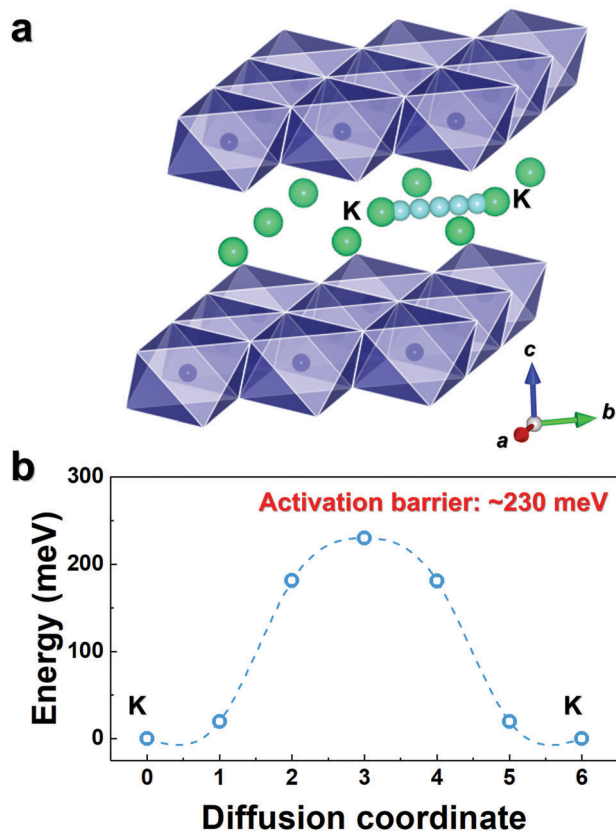 a
K
K
c
b
a
b
Activation barrier: ~230 meV
Energy (meV)
300
200
100
0
K
K
0 1 2 3 4 5 6
Diffusion coordinate